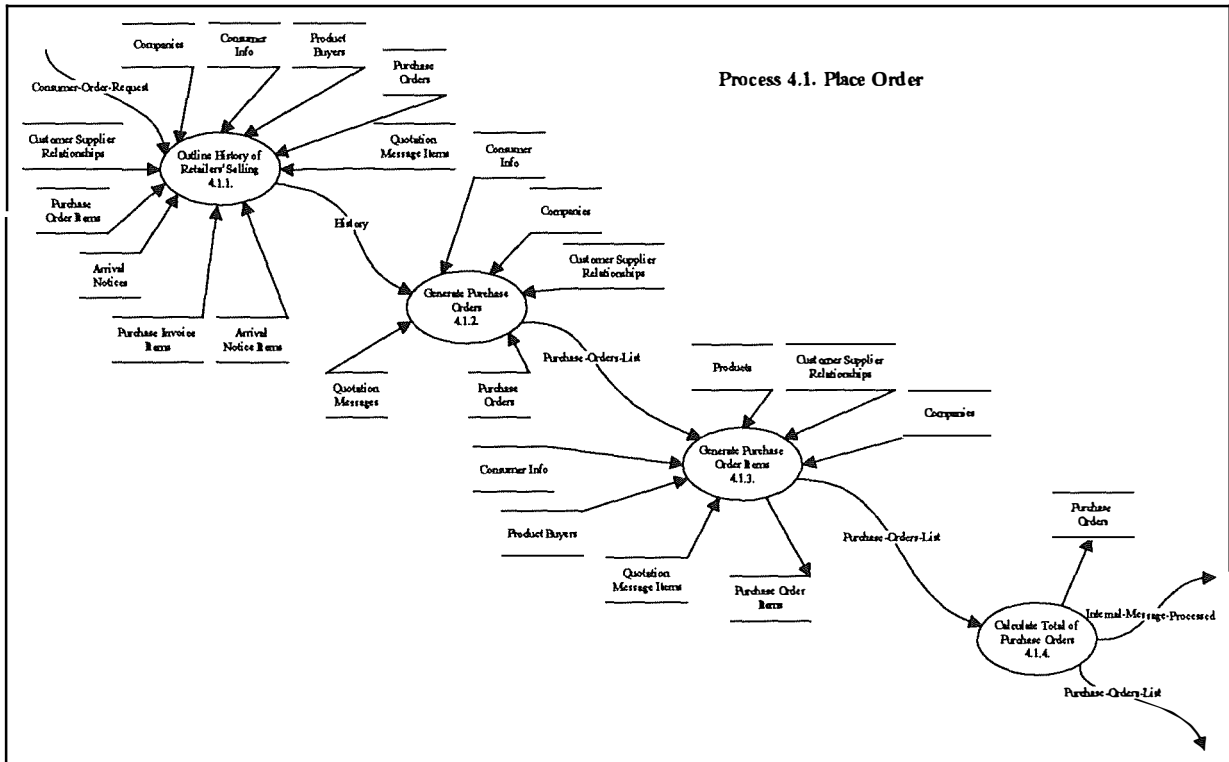 Process 4.1. Place Order
Companies
Consumer
Info
Product
Buyers
Purchase
Orders
Consumer-Order-Request
Customer Supplier
Relationships
Outline History of
Retailers' Selling
4.1.1.
Quotation
Message Items
Purchase
Order Items
Arrival
Notices
Purchase Invoice
Items
Arrival
Notice Items
History
Consumer
Info
Companies
Customer Supplier
Relationships
Generate Purchase
Orders
4.1.2.
Quotation
Messages
Purchase
Orders
Purchase-Orders-List
Products
Customer Supplier
Relationships
Companies
Generate Purchase
Order Items
4.1.3.
Consumer Info
Product Buyers
Quotation
Message Items
Purchase Order
Items
Purchase-Orders-List
Purchase
Orders
Calculate Total of
Purchase Orders
4.1.4.
Internal-Message-Processed
Purchase-Orders-List